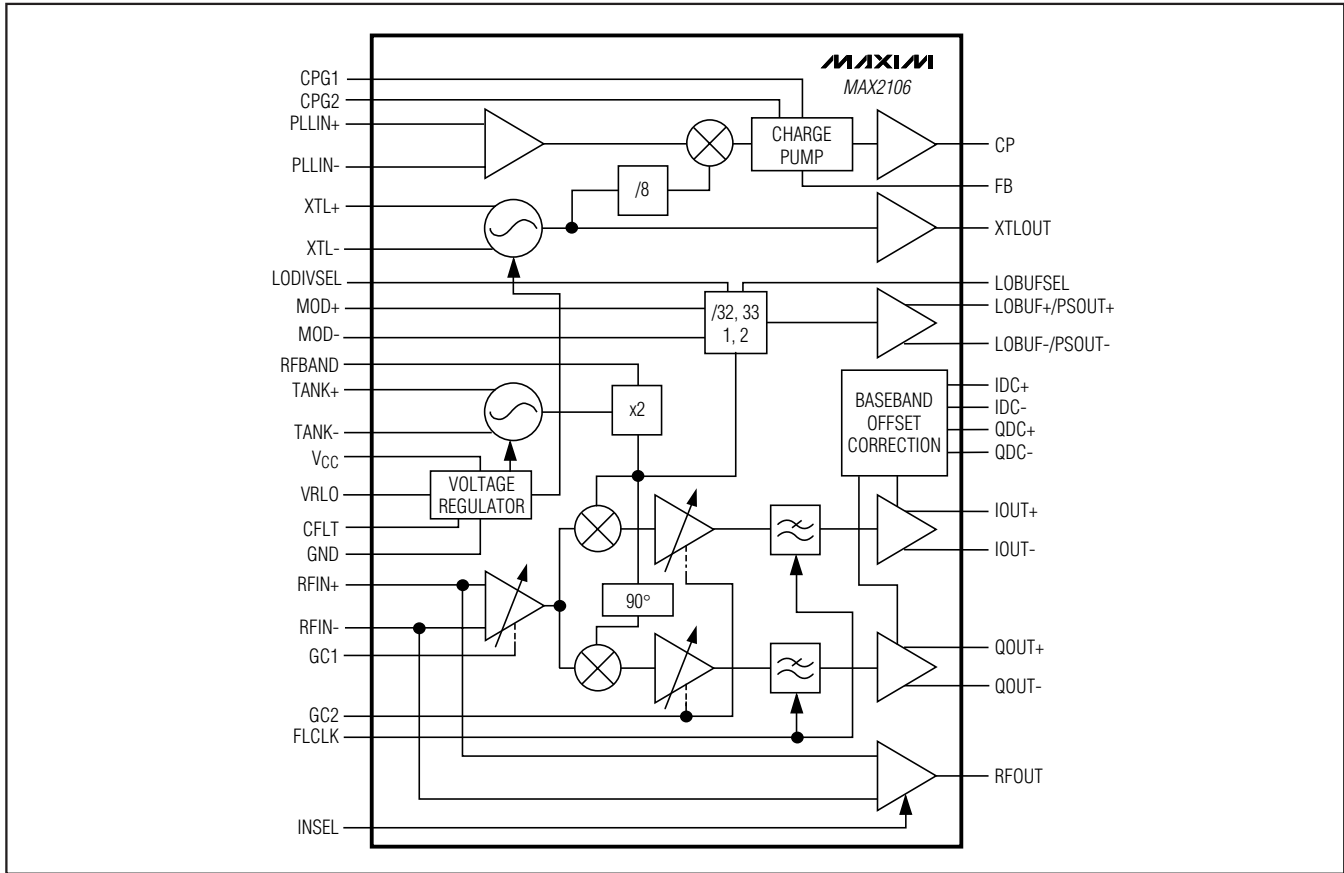 MAXIM
MAX2106
CPG1
CPG2
PLLIN+
PLLIN-
XTL+
XTL-
LODIVSEL
MOD+
MOD-
RFBAND
TANK+
TANK-
VCC
VRLO
CFLT
GND
RFIN+
RFIN-
GC1
GC2
FLCLK
INSEL
CHARGE
PUMP
/8
/32, 33
1, 2
x2
VOLTAGE
REGULATOR
90°
BASEBAND
OFFSET
CORRECTION
CP
FB
XTLOUT
LOBUFSEL
LOBUF+/PSOUT+
LOBUF-/PSOUT-
IDC+
IDC-
QDC+
QDC-
IOUT+
IOUT-
QOUT+
QOUT-
RFOUT